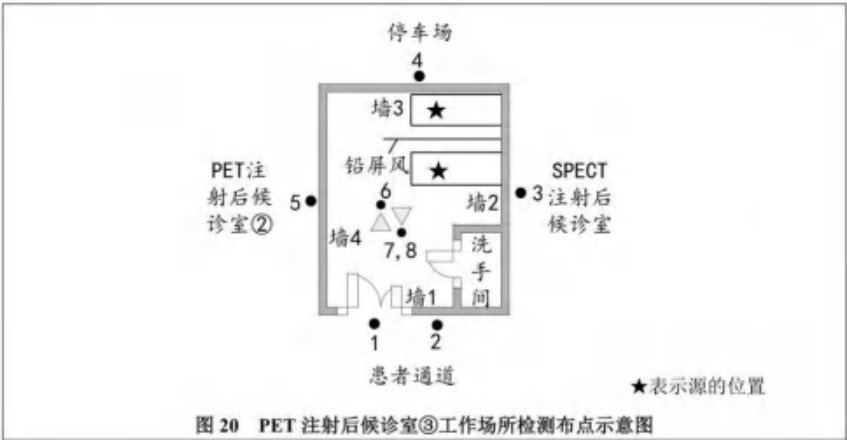 停车场
4
墙3
铅屏风
PET注
射后候
诊室②
5
6
墙2
3
SPECT
注射后
候诊室
墙4
7,8
洗
手
间
墙1
1
2
患者通道
★表示源的位置
图 20 PET 注射后候诊室③工作场所检测布点示意图